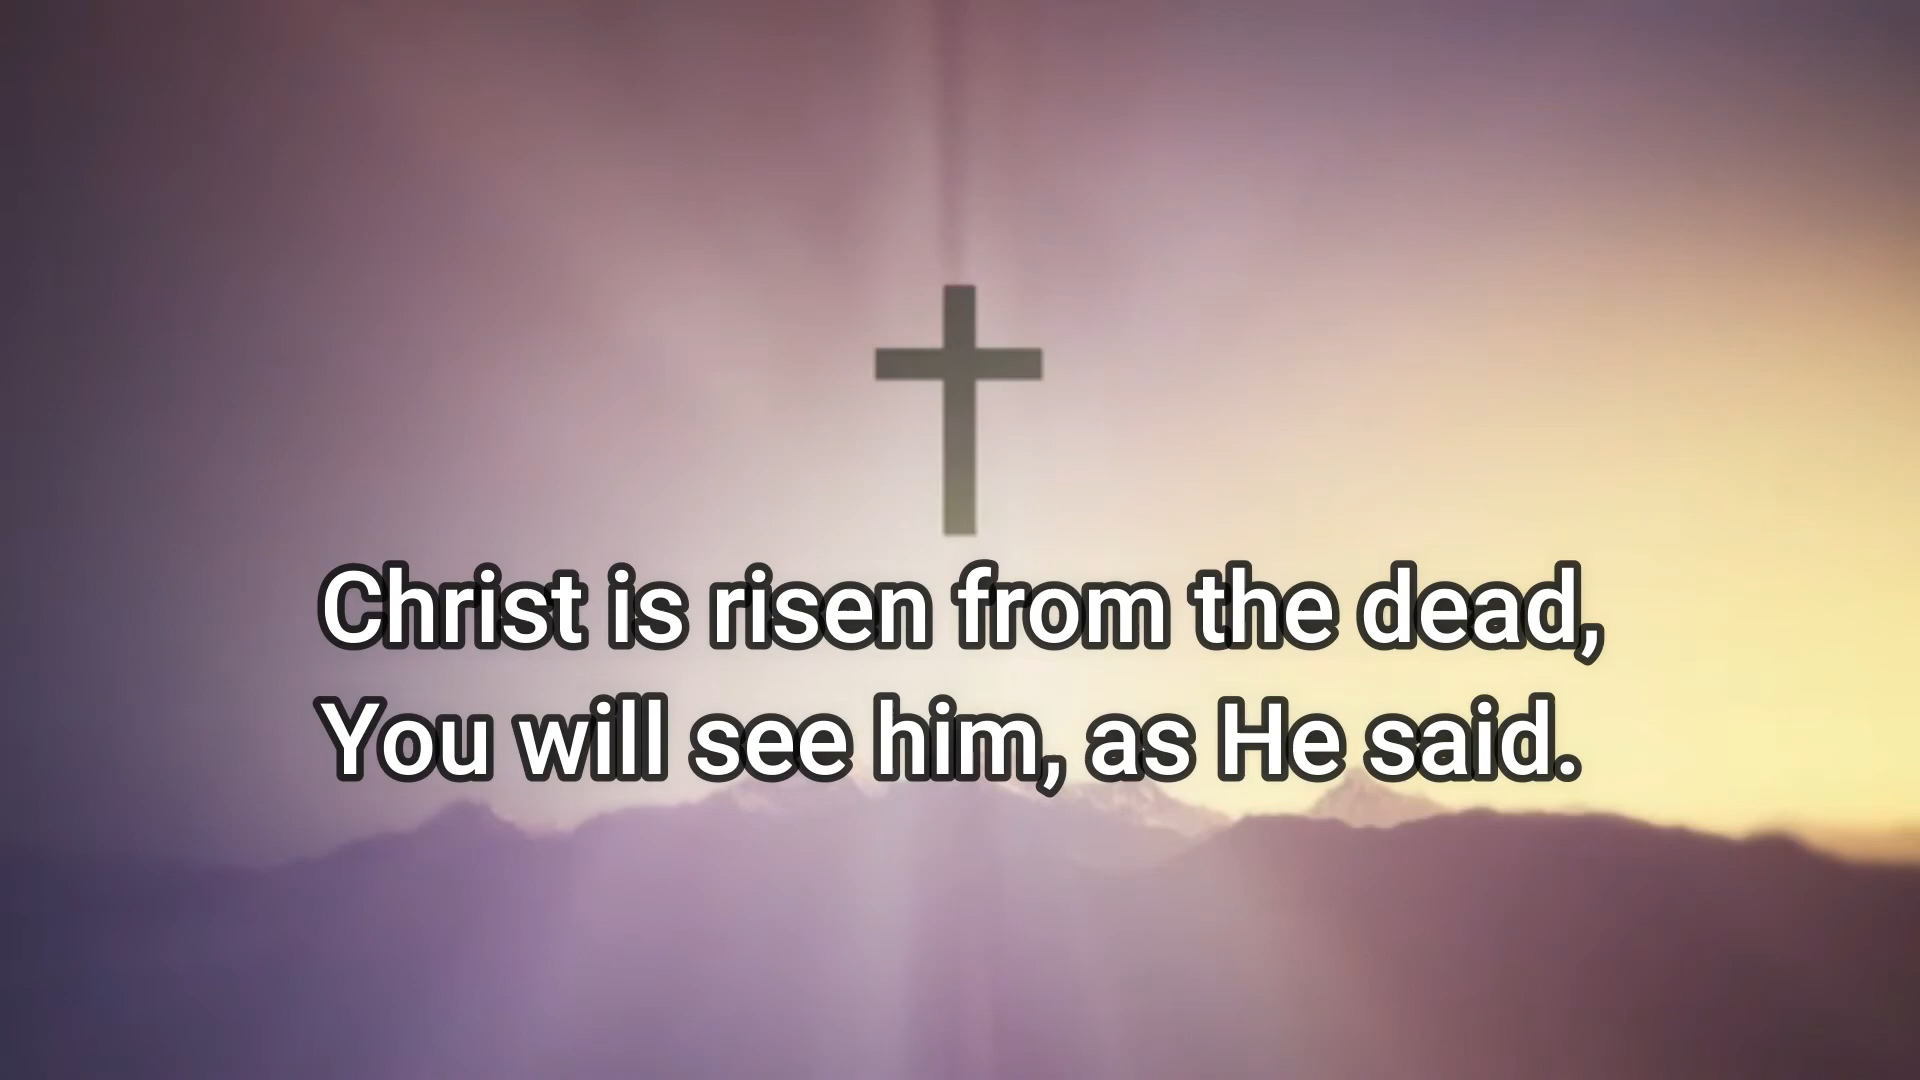 Christ is risen from the dead,
You will see him, as He said.